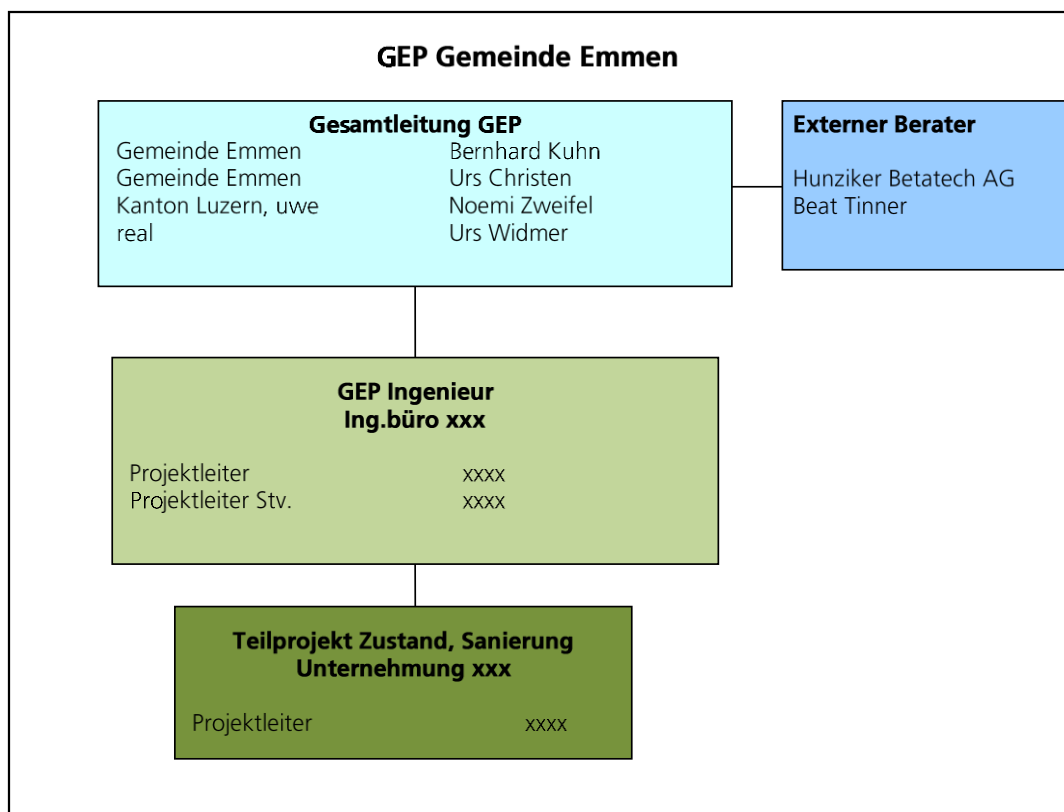 GEP Gemeinde Emmen
Gesamtleitung GEP
Gemeinde Emmen Bernhard Kuhn
Gemeinde Emmen Urs Christen
Kanton Luzern, uwe Noemi Zweifel
real Urs Widmer
Externer Berater
Hunziker Betatech AG
Beat Tinner
GEP Ingenieur
Ing.büro xxx
Projektleiter xxxx
Projektleiter Stv. xxxx
Teilprojekt Zustand, Sanierung
Unternehmung xxx
Projektleiter xxxx